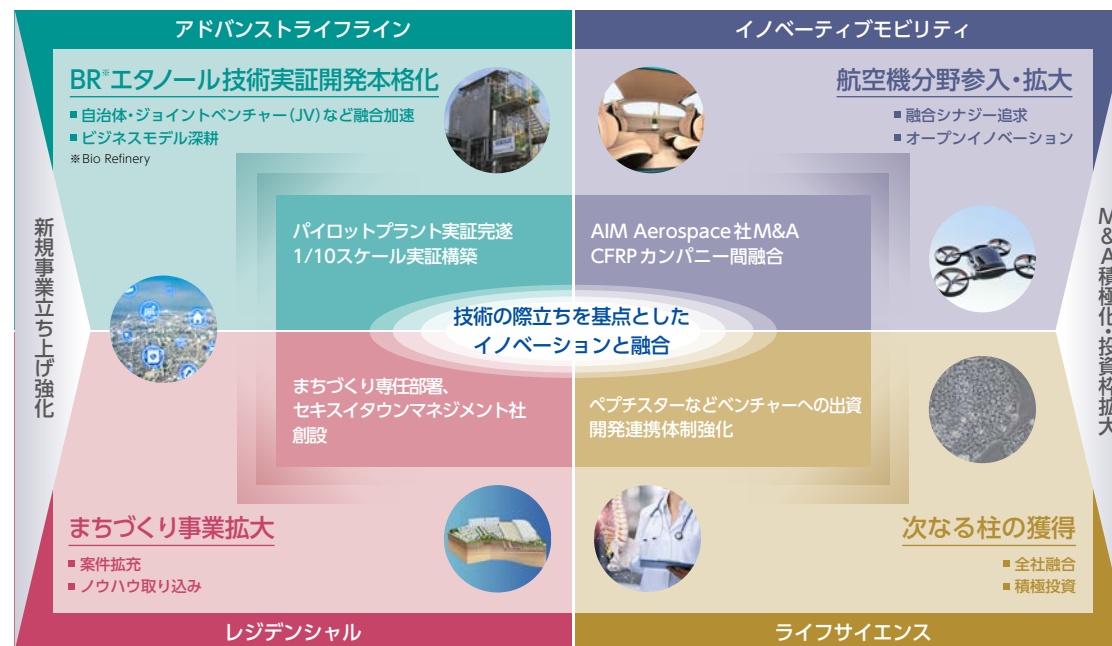 アドバンストライフライン
イノベーティブモビリティ
BR※エタノール技術実証開発本格化
■自治体・ジョイントベンチャー（JV）など融合加速
■ビジネスモデル深耕
※Bio Refinery
航空機分野参入・拡大
■融合シナジー追求
■オープンイノベーション
新規事業立ち上げ強化
M&A積極化・投資枠拡大
パイロットプラント実証完遂
1/10スケール実証構築
AIM Aerospace社M&A
CFRPカンパニー間融合
技術の際立ちを基点とした
イノベーションと融合
まちづくり専任部署、
セキスイタウンマネジメント社
創設
ペプチスターなどベンチャーへの出資
開発連携体制強化
まちづくり事業拡大
■案件拡充
■ノウハウ取り込み
次なる柱の獲得
■全社融合
■積極投資
レジデンシャル
ライフサイエンス